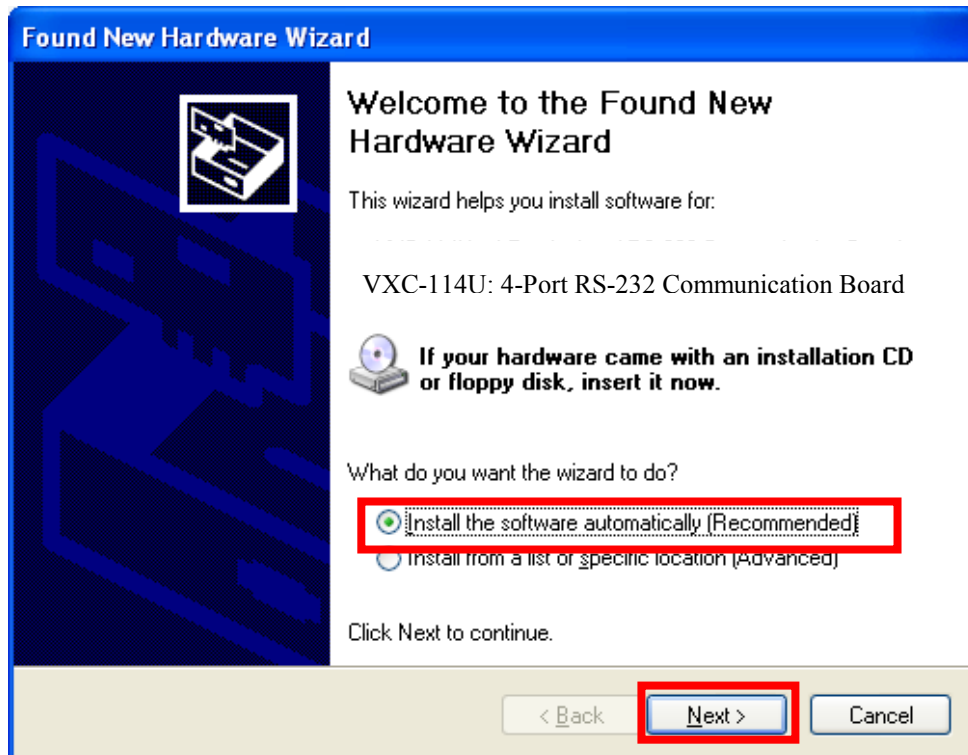 Found New Hardware Wizard
Welcome to the Found New
Hardware Wizard
This wizard helps you install software for:
VXC-114U: 4-Port RS-232 Communication Board
If your hardware came with an installation CD
or floppy disk, insert it now.
What do you want the wizard to do?
Install the software automatically (Recommended)
Install from a list or specific location (Advanced)
Click Next to continue.
< Back Next > Cancel